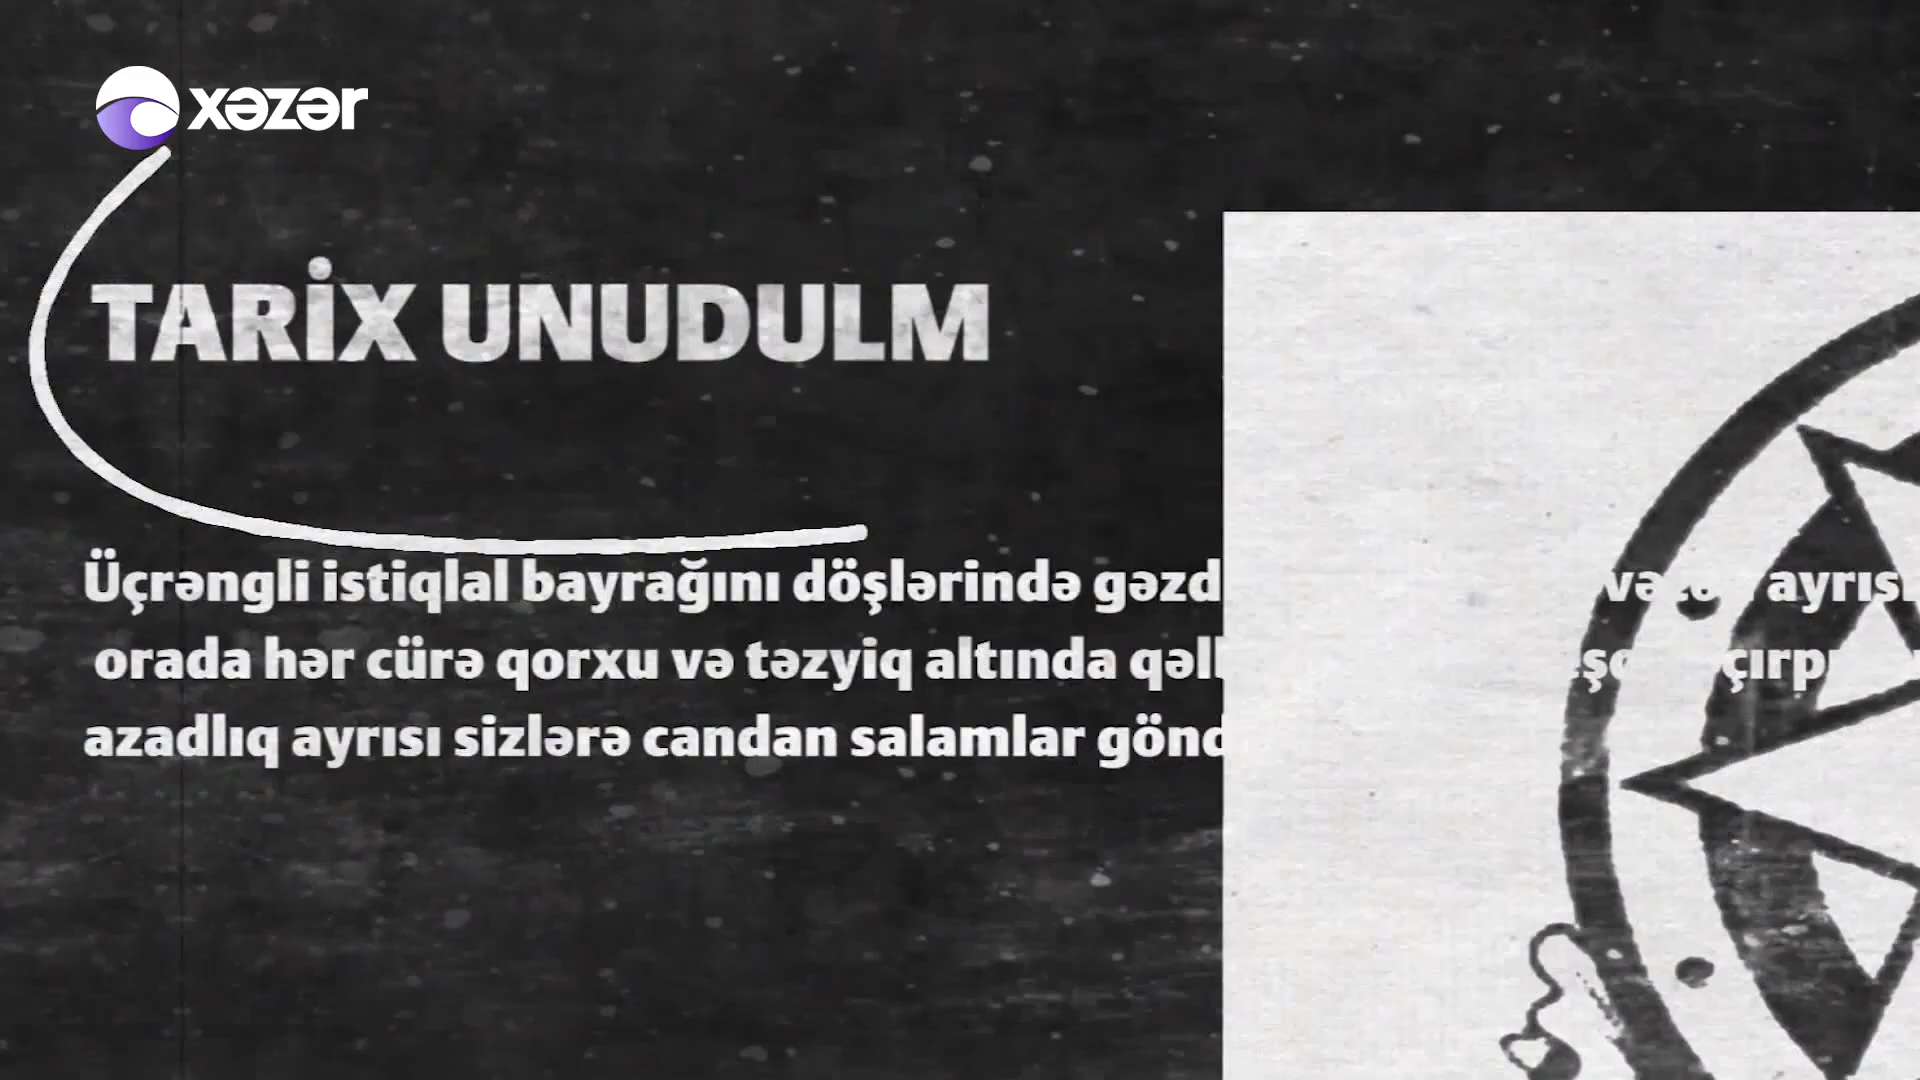 xəzər
TARİX UNUDULM
Üçrəngli istiqlal bayrağını döşlərində gəzd ayrısı
orada hər cürə qorxu və təzyiq altında qəl
azadlıq ayrısı sizlərə candan salamlar gönd